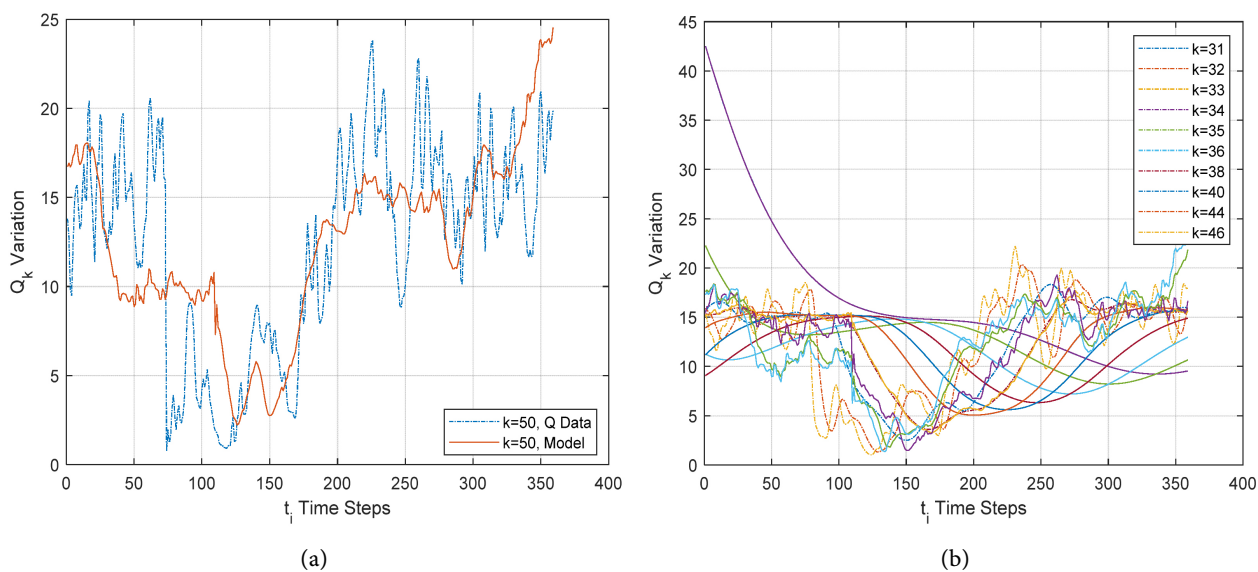 25
20
15
10
5
0
0 50 100 150 200 250 300 350 400
Q_k Variation
t_i Time Steps
k=50, Q Data
k=50, Model
(a)
45
40
35
30
25
20
15
10
5
0
0 50 100 150 200 250 300 350 400
Q_k Variation
t_i Time Steps
k=31
k=32
k=33
k=34
k=35
k=36
k=38
k=40
k=44
k=46
(b)